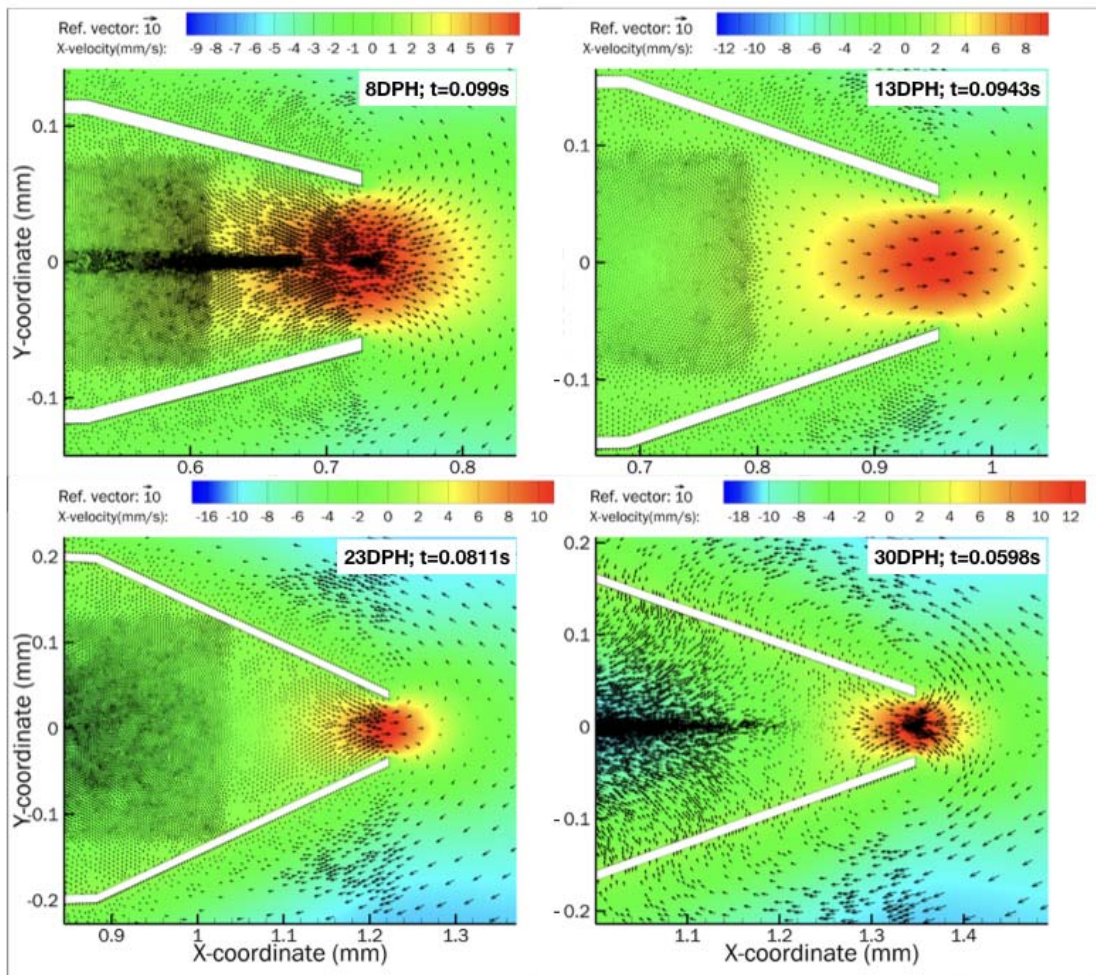 Ref. vector: 10
X-velocity(mm/s): -9 -8 -7 -5 -4 -3 -2 -1 0 1 2 3 4 5 6 7
8DPH; t=0.099s
0.1
0
-0.1
0.6 0.7 0.8
Y-coordinate (mm)
Ref. vector: 10
X-velocity(mm/s): -12 -10 -8 -6 -4 -2 0 2 4 6 8
13DPH; t=0.0943s
0.1
0
-0.1
0.7 0.8 0.9 1
Ref. vector: 10
X-velocity(mm/s): -16 -10 -8 -6 -4 -2 0 2 4 6 8 10
23DPH; t=0.0811s
0.2
0.1
0
-0.1
-0.2
0.9 1 1.1 1.2 1.3
Y-coordinate (mm)
X-coordinate (mm)
Ref. vector: 10
X-velocity(mm/s): -18 -10 -8 -6 -4 -2 0 2 4 6 8 10 12
30DPH; t=0.0598s
0.2
0.1
0
-0.1
-0.2
1.1 1.2 1.3 1.4
X-coordinate (mm)